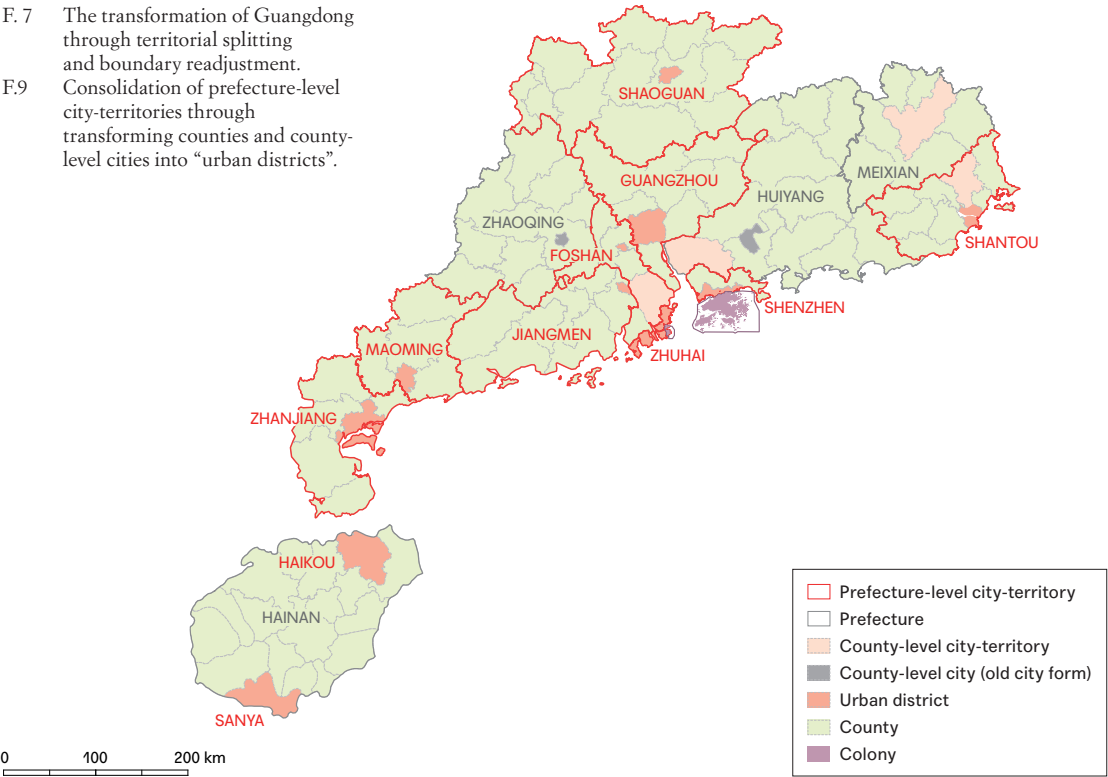 F. 7 The transformation of Guangdong
through territorial splitting
and boundary readjustment.
F.9 Consolidation of prefecture-level
city-territories through
transforming counties and county-
level cities into “urban districts”.
SHAOGUAN
GUANGZHOU
MEIXIAN
HUIYANG
ZHAOQING
FOSHAN
SHANTOU
SHENZHEN
JIANGMEN
MAOMING
ZHUHAI
ZHANJIANG
HAIKOU
HAINAN
SANYA
Prefecture-level city-territory
Prefecture
County-level city-territory
County-level city (old city form)
Urban district
County
Colony
0 100 200 km